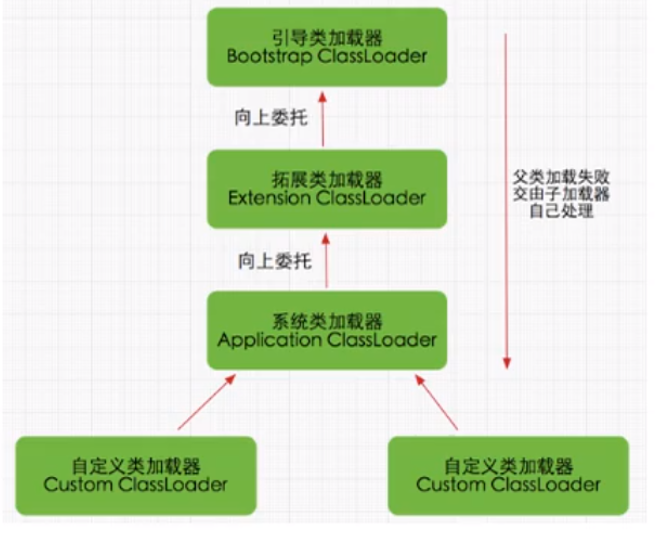 引导类加载器
Bootstrap ClassLoader
向上委托
拓展类加载器
Extension ClassLoader
父类加载失败
交由子加载器
自己处理
向上委托
系统类加载器
Application ClassLoader
自定义类加载器
Custom ClassLoader
自定义类加载器
Custom ClassLoader